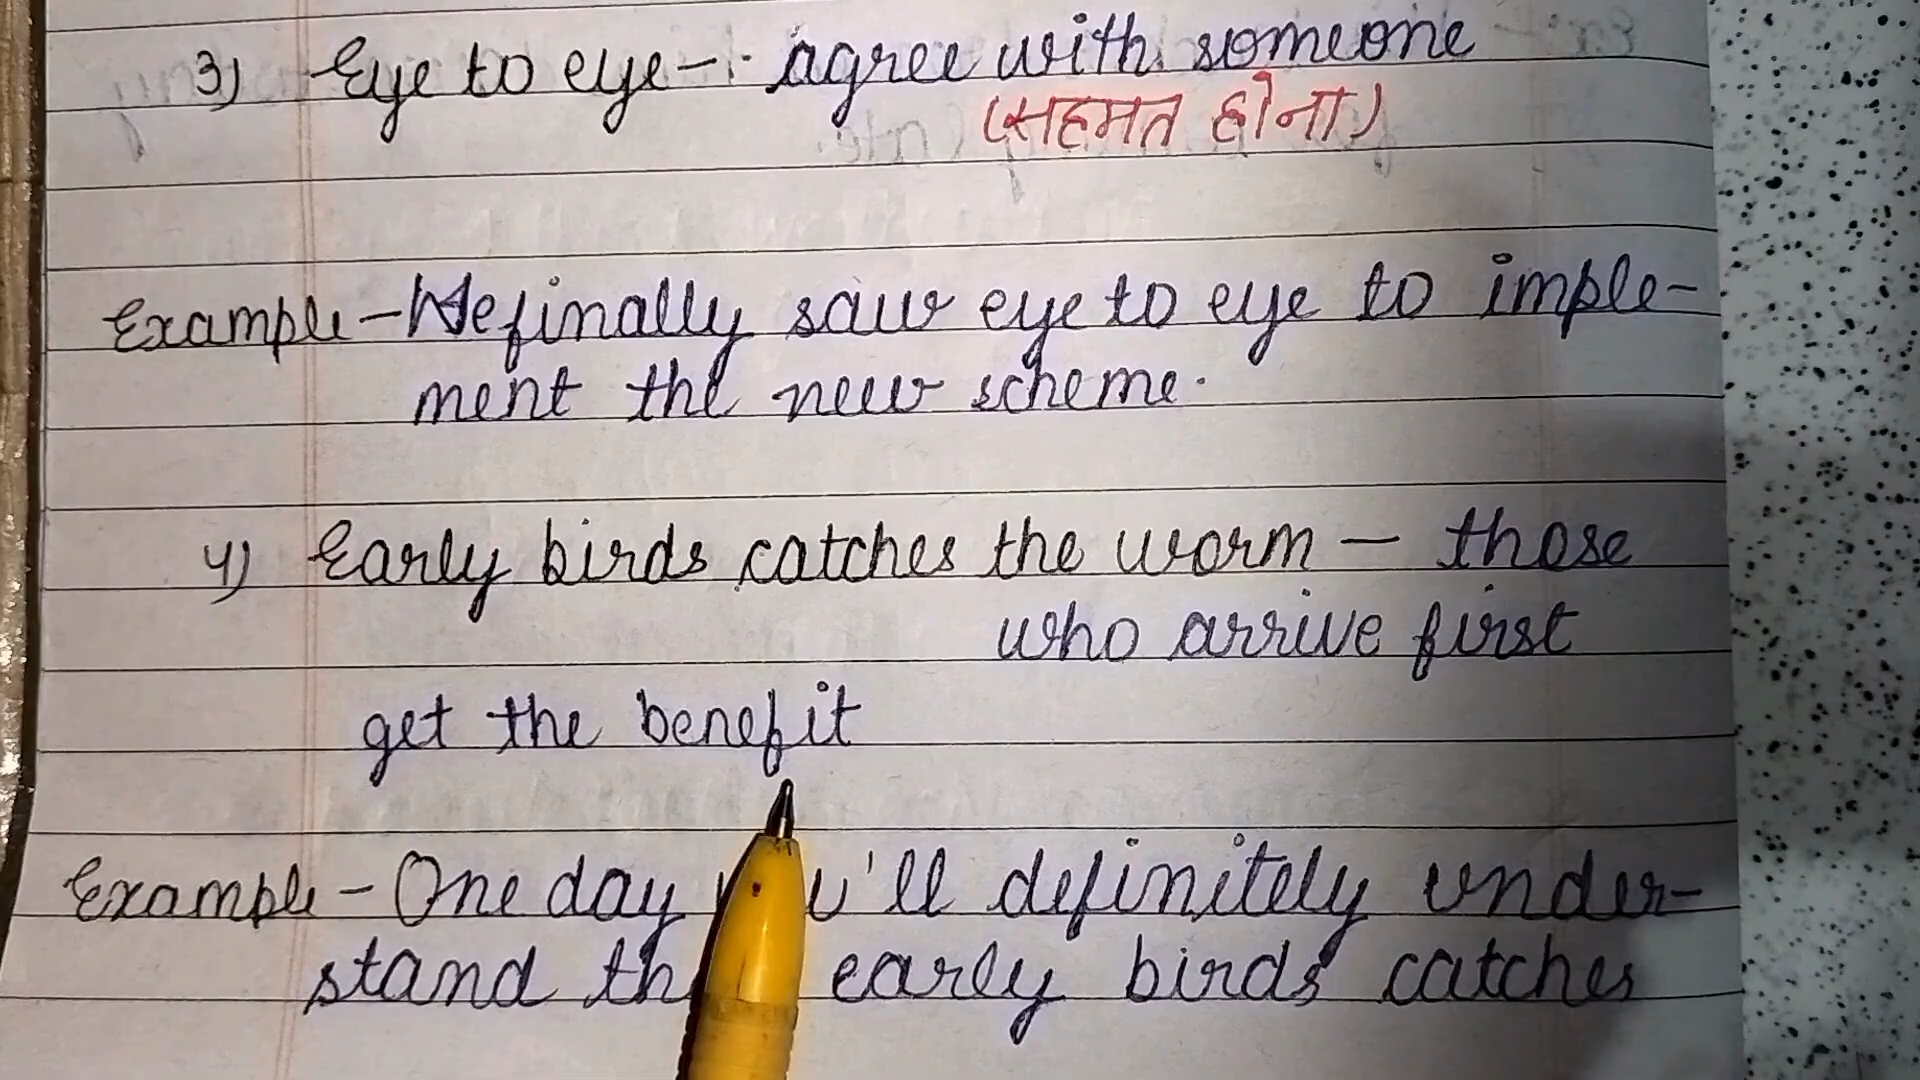 3) Eye to eye - agree with someone
(सहमत होना)
Example - We finally saw eye to eye to imple-
ment the new scheme.
4) Early birds catches the worm - those
who arrive first
get the benefit
Example - One day 'll definitely under-
stand early birds catches